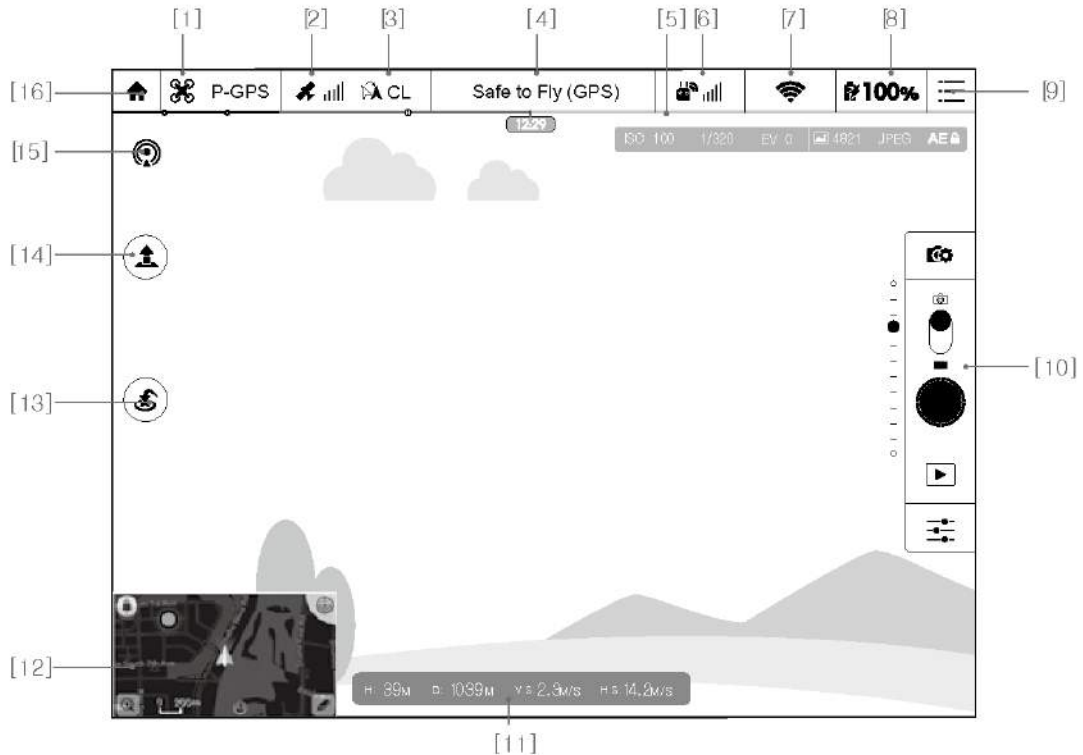 [1] [2] [3] [4] [5] [6] [7] [8]
[16] P-GPS CL Safe to Fly (GPS) 100% [9]
12:29
ISO 100 1/320 EV 0 4821 JPEG AE
[15]
[14]
[10]
[13]
[12]
H: 39M D: 1039M V.S: 2.3M/S H.S: 14.2M/S
[11]